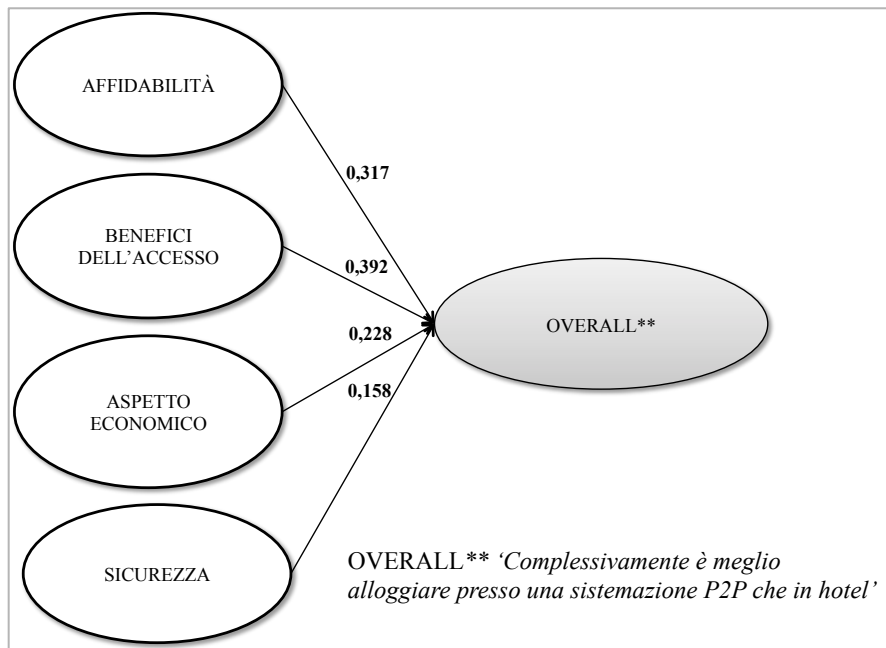 AFFIDABILITÀ
0,317
BENEFICI
DELL’ACCESSO
0,392
OVERALL**
0,228
ASPETTO
ECONOMICO
0,158
SICUREZZA
OVERALL** ‘Complessivamente è meglio
alloggiare presso una sistemazione P2P che in hotel’